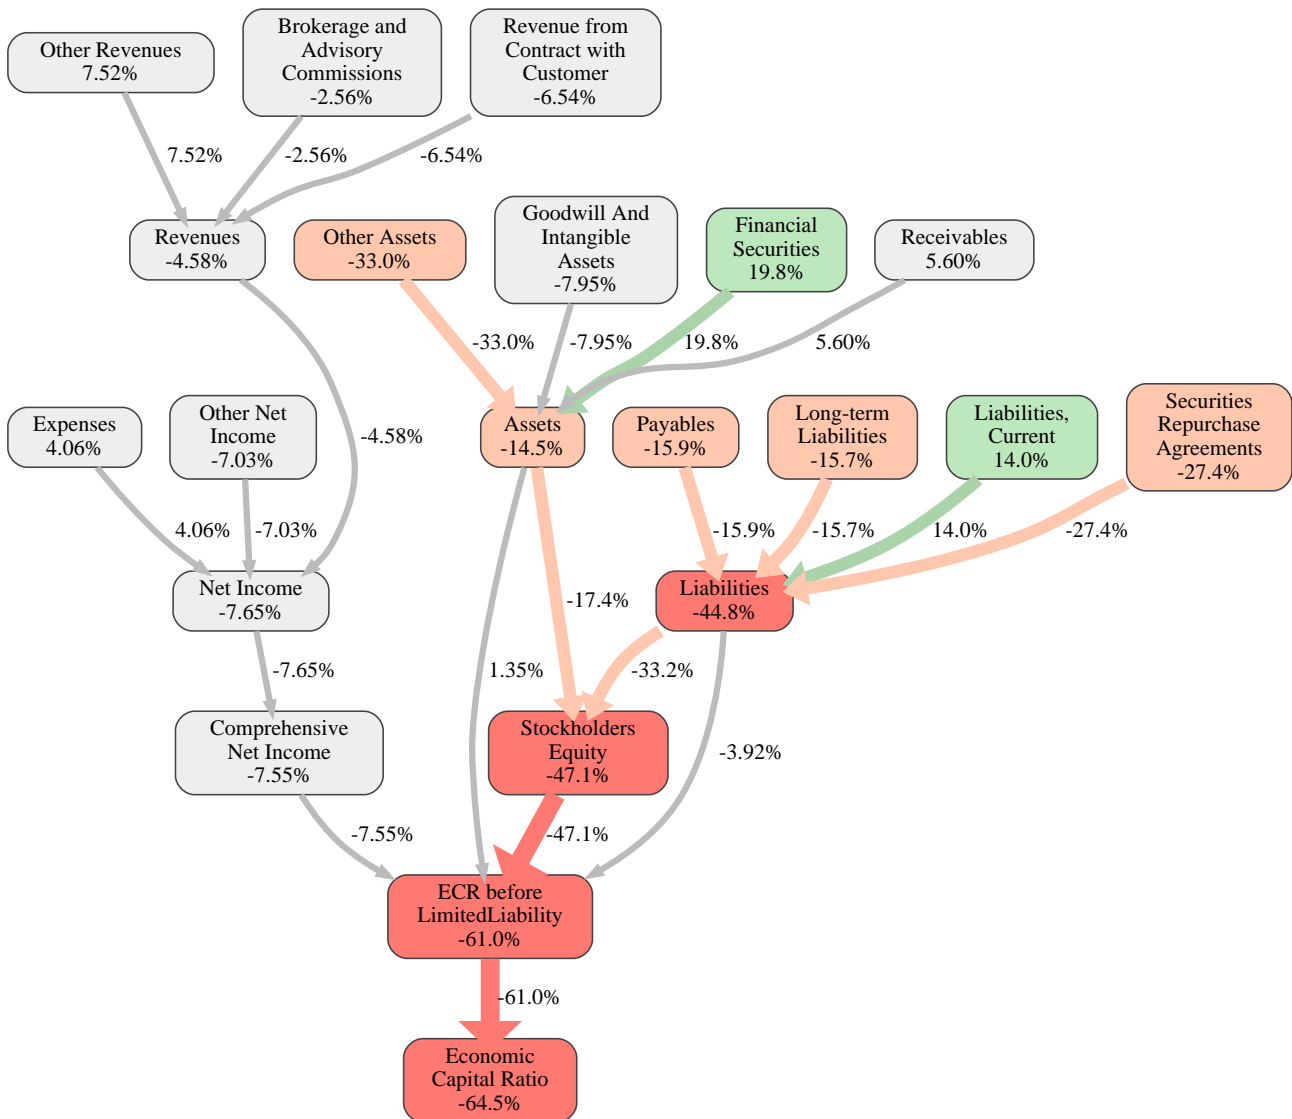 Other Revenues
7.52%
Brokerage and
Advisory
Commissions
-2.56%
Revenue from
Contract with
Customer
-6.54%
7.52%
-2.56%
-6.54%
Revenues
-4.58%
Other Assets
-33.0%
Goodwill And
Intangible
Assets
-7.95%
Financial
Securities
19.8%
Receivables
5.60%
-33.0%
-7.95%
19.8%
5.60%
Expenses
4.06%
Other Net
Income
-7.03%
-4.58%
Assets
-14.5%
Payables
-15.9%
Long-term
Liabilities
-15.7%
Liabilities,
Current
14.0%
Securities
Repurchase
Agreements
-27.4%
4.06%
-7.03%
-15.9%
-15.7%
14.0%
-27.4%
Net Income
-7.65%
-17.4%
Liabilities
-44.8%
-7.65%
1.35%
-33.2%
Comprehensive
Net Income
-7.55%
Stockholders
Equity
-47.1%
-3.92%
-7.55%
-47.1%
ECR before
LimitedLiability
-61.0%
-61.0%
Economic
Capital Ratio
-64.5%